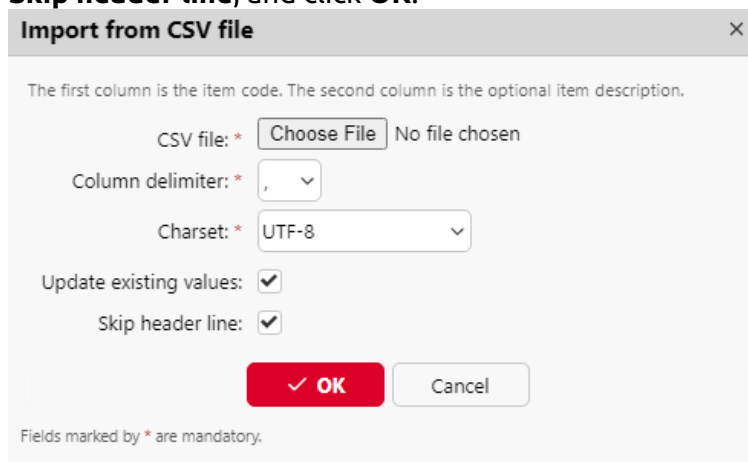 Skip header line, and click OK.
Import from CSV file ×
The first column is the item code. The second column is the optional item description.
CSV file: * Choose File No file chosen
Column delimiter: * ,
Charset: * UTF-8
Update existing values:
Skip header line:
OK Cancel
Fields marked by * are mandatory.